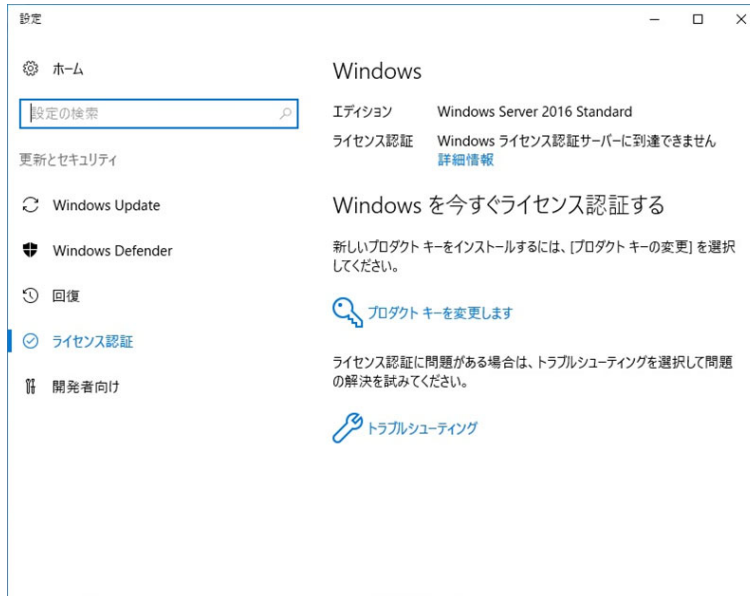 設定
ホーム
設定の検索
更新とセキュリティ
Windows Update
Windows Defender
回復
ライセンス認証
開発者向け
Windows
エディション Windows Server 2016 Standard
ライセンス認証 Windows ライセンス認証サーバーに到達できません
詳細情報
Windows を今すぐライセンス認証する
新しいプロダクト キーをインストールするには、[プロダクト キーの変更] を選択
してください。
プロダクト キーを変更します
ライセンス認証に問題がある場合は、トラブルシューティングを選択して問題
の解決を試みてください。
トラブルシューティング